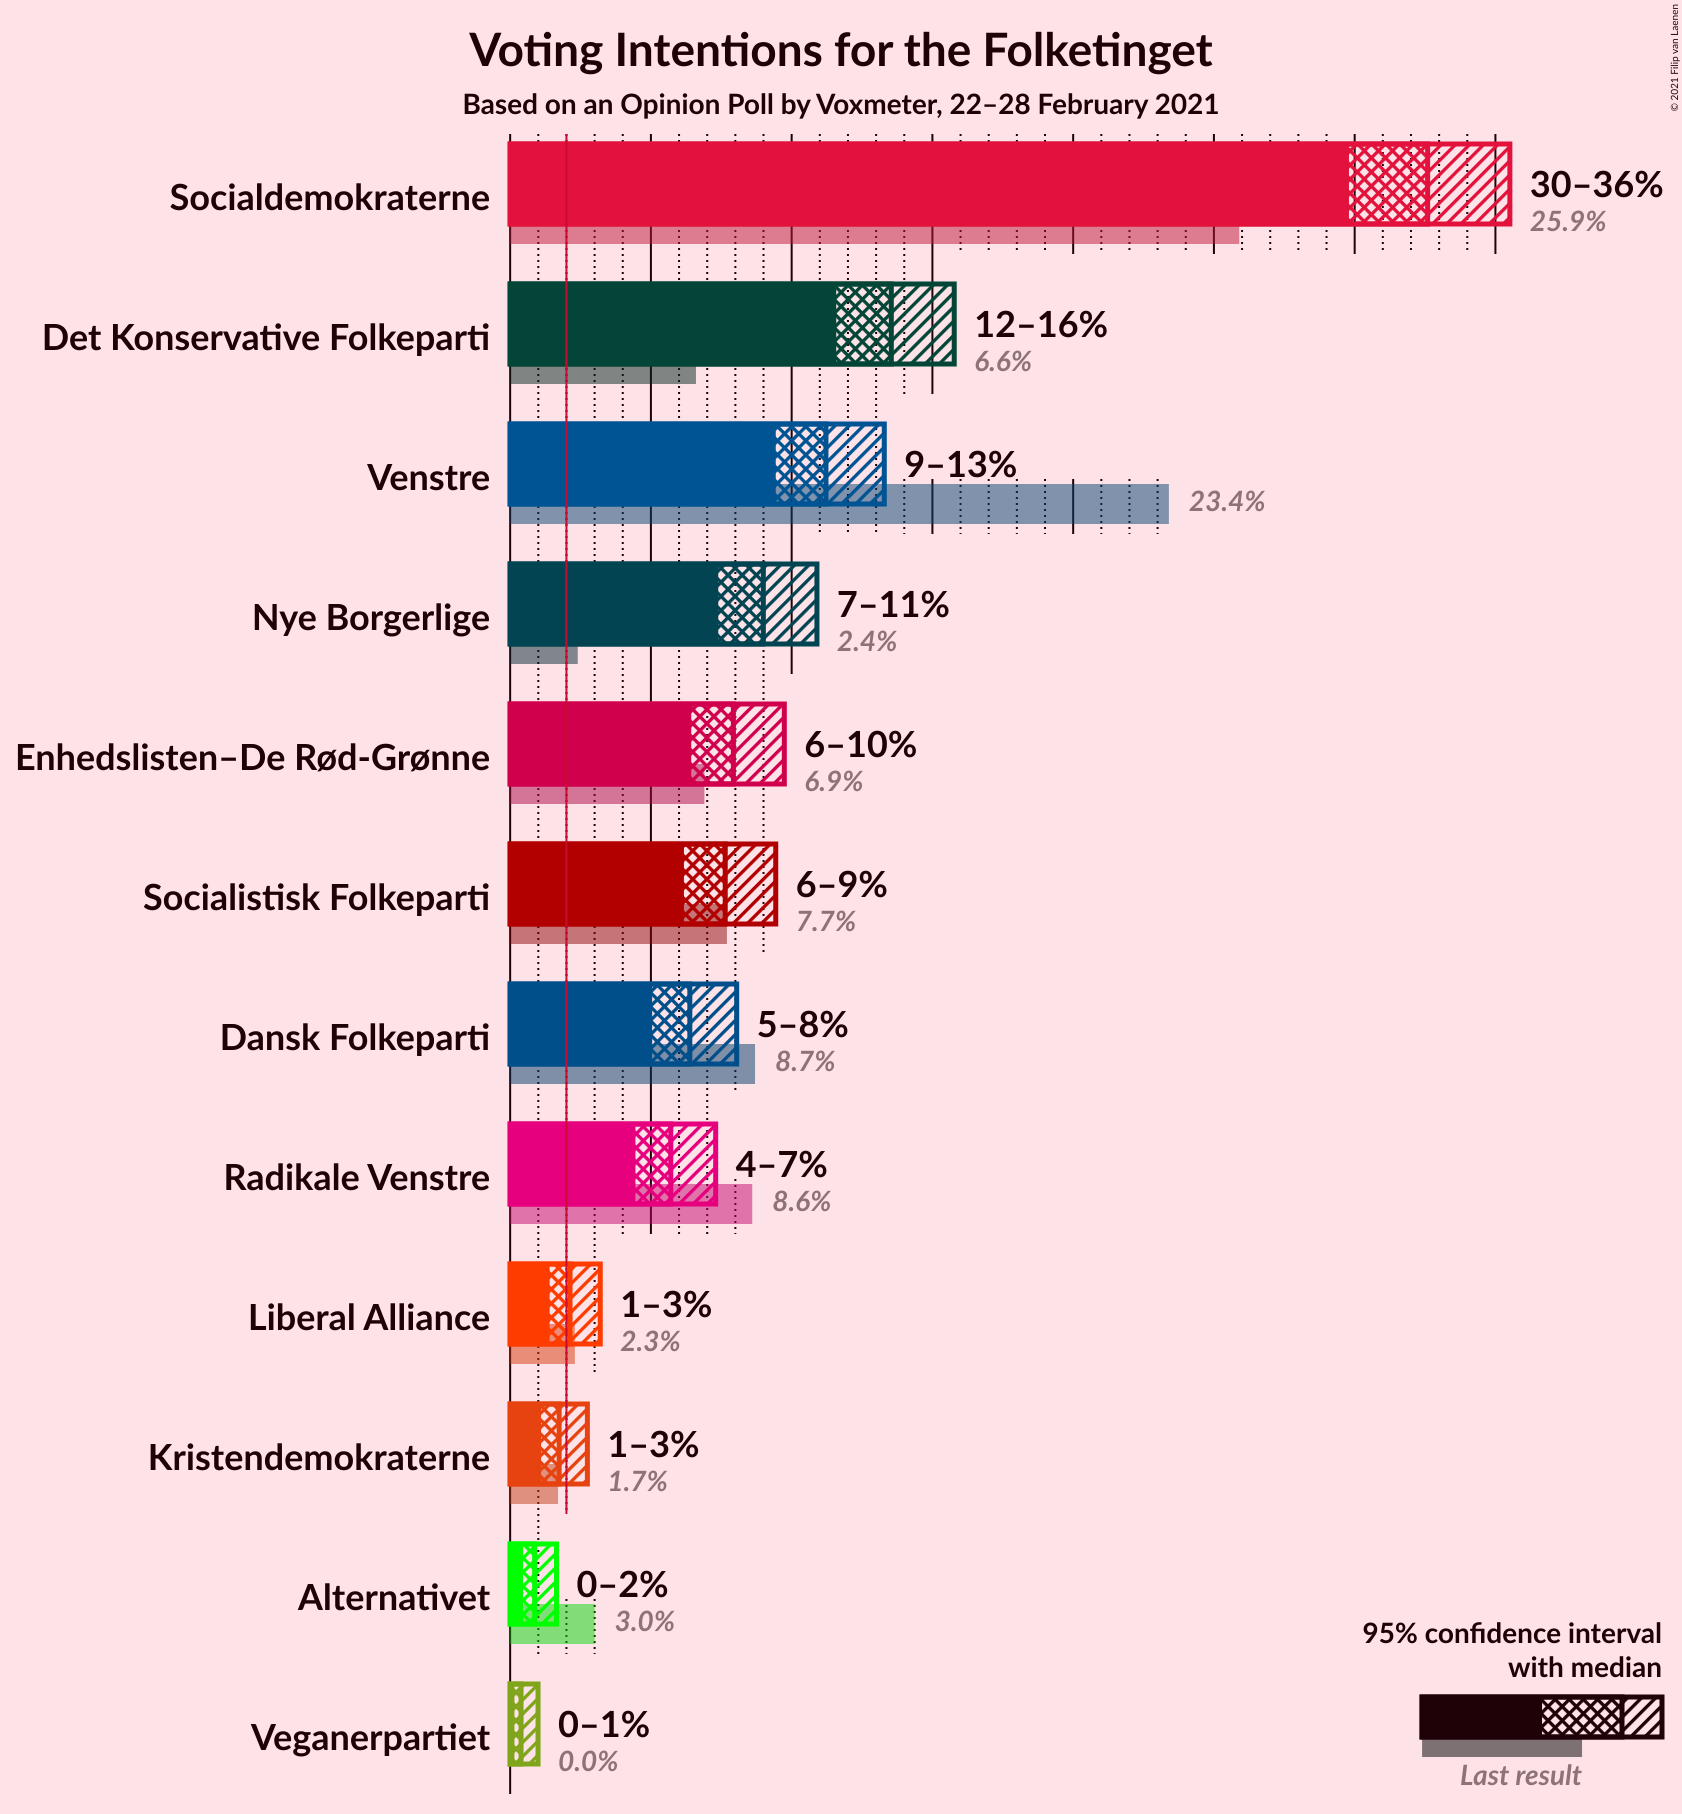 Voting Intentions for the Folketinget
Based on an Opinion Poll by Voxmeter, 22–28 February 2021
© 2021 Filip van Laenen
Socialdemokraterne
30–36%
25.9%
Det Konservative Folkeparti
12–16%
6.6%
Venstre
9–13%
23.4%
Nye Borgerlige
7–11%
2.4%
Enhedslisten–De Rød-Grønne
6–10%
6.9%
Socialistisk Folkeparti
6–9%
7.7%
Dansk Folkeparti
5–8%
8.7%
Radikale Venstre
4–7%
8.6%
Liberal Alliance
1–3%
2.3%
Kristendemokraterne
1–3%
1.7%
Alternativet
0–2%
3.0%
Veganerpartiet
0–1%
0.0%
95% confidence interval
with median
Last result